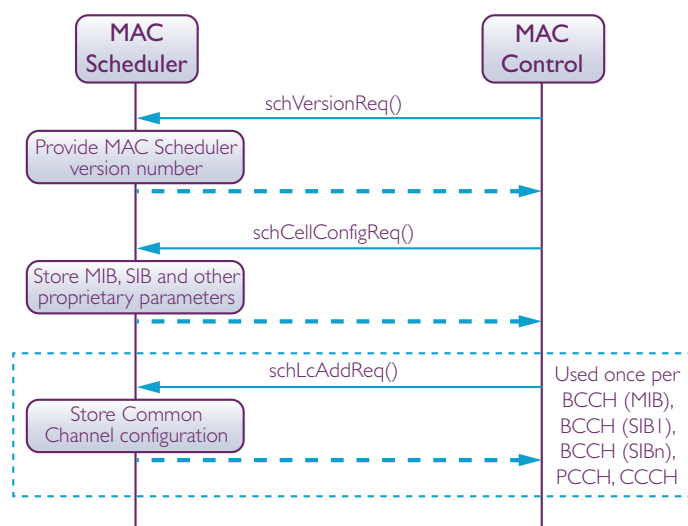 MAC
Scheduler
MAC
Control
schVersionReq()
Provide MAC Scheduler
version number
schCellConfigReq()
Store MIB, SIB and other
proprietary parameters
schLcAddReq()
Store Common
Channel configuration
Used once per
BCCH (MIB),
BCCH (SIB1),
BCCH (SIBn),
PCCH, CCCH